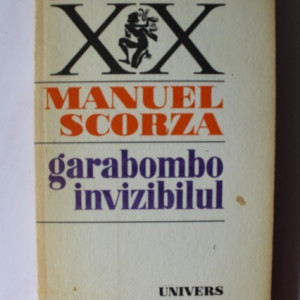 XX
MANUEL
SCORZA
garabombo
invizibilul
UNIVERS